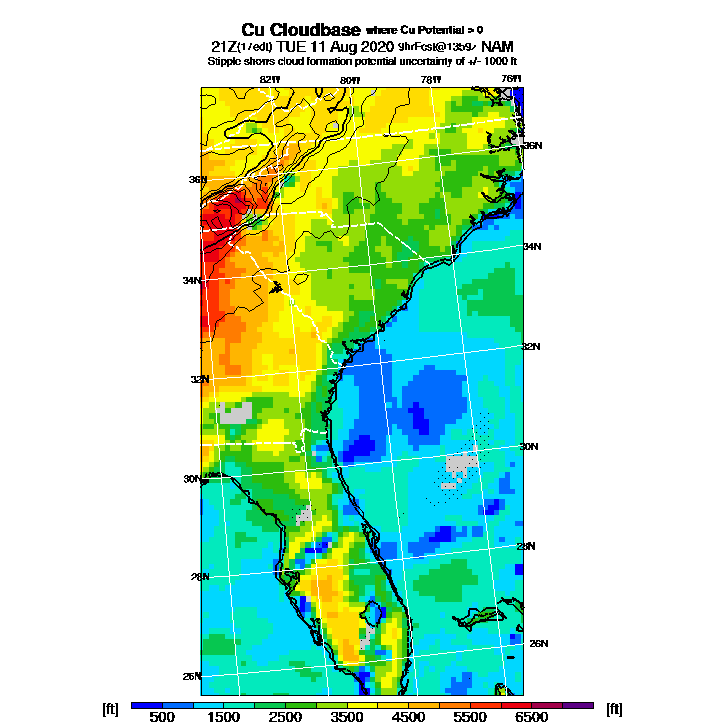 Cu Cloudbase where Cu Potential > 0
21Z(17edt) TUE 11 Aug 2020 9hrFcst@1359z NAM
Stipple shows cloud formation potential uncertainty of +/- 1000 ft
82W 80W 78W 76W
36N
36N
34N
34N
32N
32N
30N
30N
28N
28N
26N
26N
[ft] [ft]
500 1500 2500 3500 4500 5500 6500